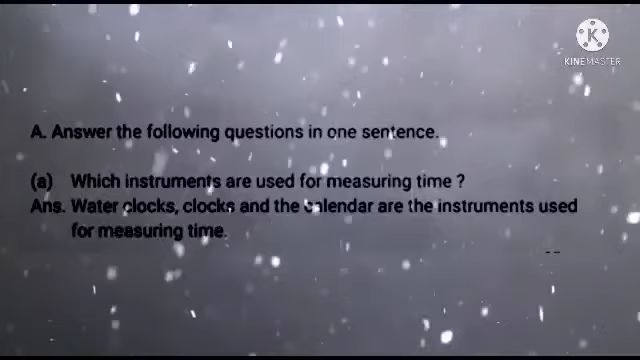 KINEMASTER
A. Answer the following questions in one sentence.
(a) Which instruments are used for measuring time ?
Ans. Water clocks, clocks and the calendar are the instruments used
for measuring time.